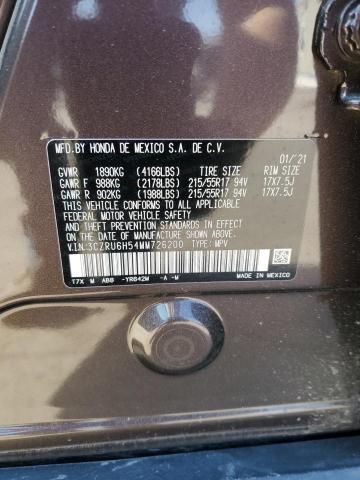 MFD.BY HONDA DE MEXICO S.A. DE C.V.
01/'21
GVWR 1890KG (4166LBS) TIRE SIZE RIM SIZE
GAWR F 988KG (2178LBS) 215/55R17 94V 17X7.5J
GAWR R 902KG (1988LBS) 215/55R17 94V 17X7.5J
THIS VEHICLE CONFORMS TO ALL APPLICABLE
FEDERAL MOTOR VEHICLE SAFETY AND THEFT
PREVENTION STANDARDS IN EFFECT ON THE DATE
OF MANUFACTURE SHOWN ABOVE.
V.I.N:3CZRU6H54MM726200 TYPE: MPV
T7X M AB8 -YR642M -A -M
MADE IN MEXICO